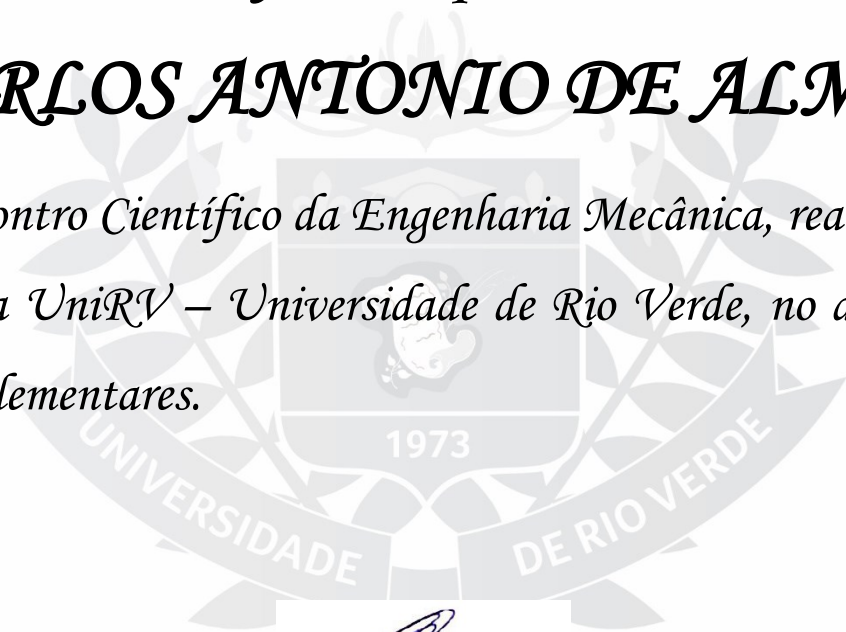 RLOS ANTONIO DE ALM
ontro Científico da Engenharia Mecânica, rea
a UniRV – Universidade de Rio Verde, no d
lementares.
1973
UNIVERSIDADE DE RIO VERDE